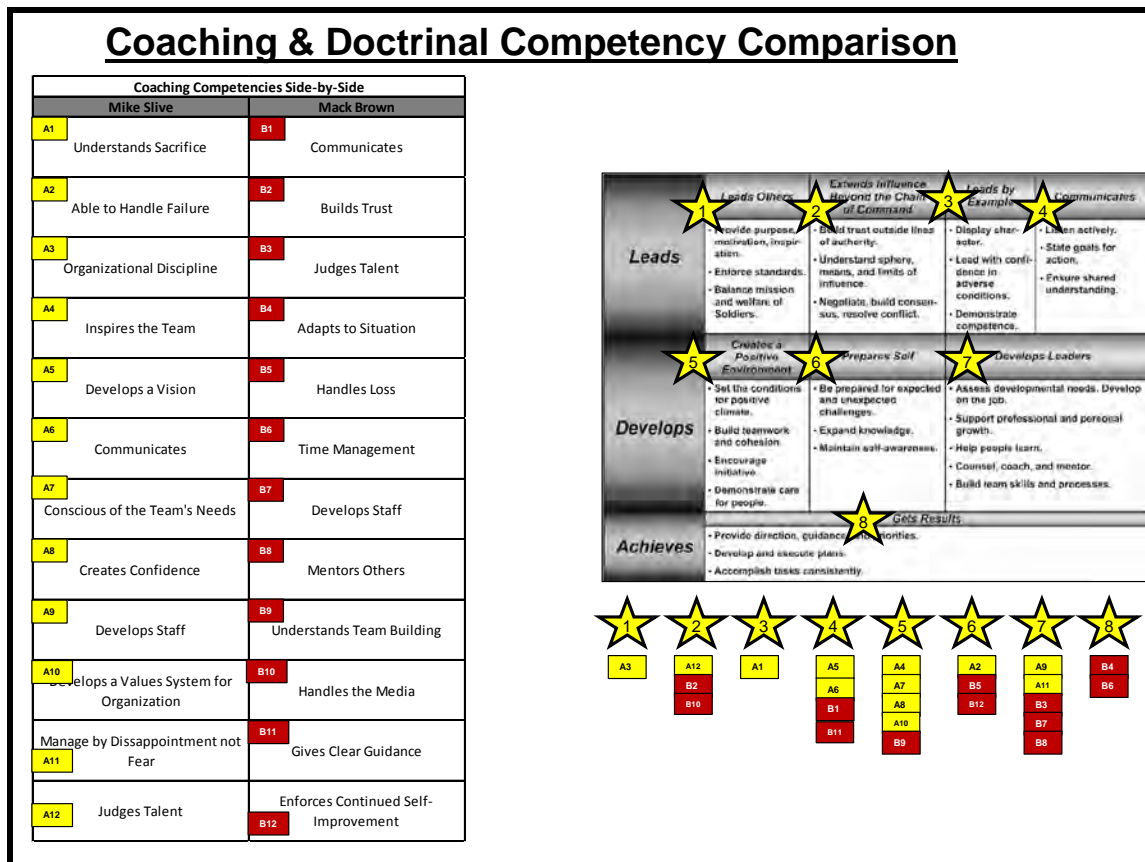 Coaching & Doctrinal Competency Comparison
Coaching Competencies Side-by-Side
Mike Slive
Mack Brown
A1
Understands Sacrifice
B1
Communicates
A2
Able to Handle Failure
B2
Builds Trust
A3
Organizational Discipline
B3
Judges Talent
A4
Inspires the Team
B4
Adapts to Situation
A5
Develops a Vision
B5
Handles Loss
A6
Communicates
B6
Time Management
A7
Conscious of the Team's Needs
B7
Develops Staff
A8
Creates Confidence
B8
Mentors Others
A9
Develops Staff
B9
Understands Team Building
A10
Develops a Values System for
Organization
B10
Handles the Media
Manage by Dissappointment not
Fear
A11
B11
Gives Clear Guidance
A12
Judges Talent
Enforces Continued Self-
Improvement
B12
Leads
1
Leads Others
• Provide purpose,
motivation, inspir-
ation.
• Enforce standards.
• Balance mission
and welfare of
Soldiers.
2
Extends Influence
Beyond the Chain
of Command
• Build trust outside lines
of authority.
• Understand sphere,
means, and limits of
influence.
• Negotiate, build consen-
sus, resolve conflict.
3
Leads by
Example
• Display char-
acter.
• Lead with confi-
dence in
adverse
conditions.
• Demonstrate
competence.
4
Communicates
• Listen actively.
• State goals for
action.
• Ensure shared
understanding.
Develops
5
Creates a
Positive
Environment
• Set the conditions
for positive
climate.
• Build teamwork
and cohesion.
• Encourage
initiative.
• Demonstrate care
for people.
6
Prepares Self
• Be prepared for expected
and unexpected
challenges.
• Expand knowledge.
• Maintain self-awareness.
7
Develops Leaders
• Assess developmental needs. Develop
on the job.
• Support professional and personal
growth.
• Help people learn.
• Counsel, coach, and mentor.
• Build team skills and processes.
Achieves
8
Gets Results
• Provide direction, guidance, and priorities.
• Develop and execute plans.
• Accomplish tasks consistently.
1 2 3 4 5 6 7 8
A3 A12 A1 A5 A4 A2 A9 B4
B2 A6 A7 B5 A11 B6
B10 B1 A8 B12 B3
B11 A10 B7
B9 B8